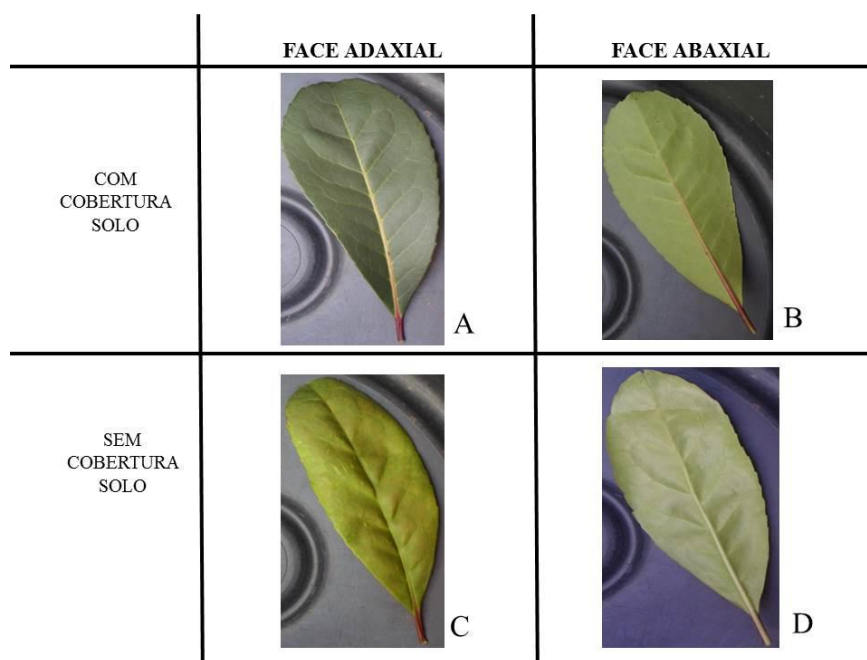 FACE ADAXIAL
FACE ABAXIAL
COM
COBERTURA
SOLO
A
B
SEM
COBERTURA
SOLO
C
D